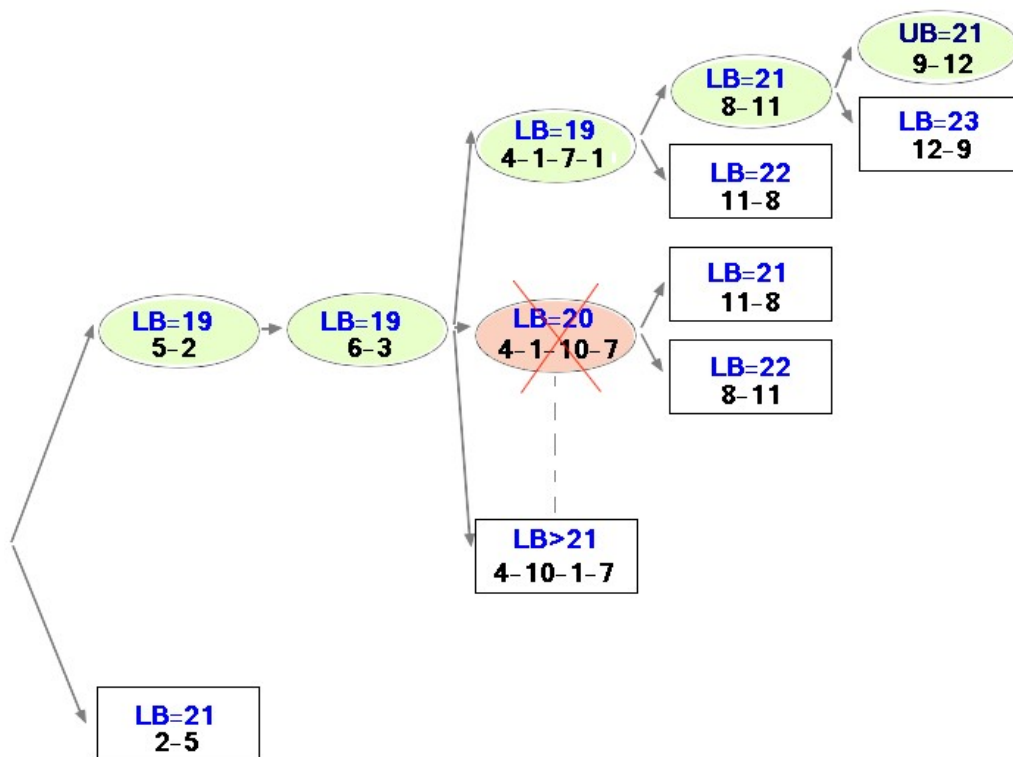 UB=21
9-12
LB=21
8-11
LB=23
12-9
LB=19
4-1-7-1
LB=22
11-8
LB=21
11-8
LB=19
5-2
LB=19
6-3
LB=20
4-1-10-7
LB=22
8-11
LB>21
4-10-1-7
LB=21
2-5